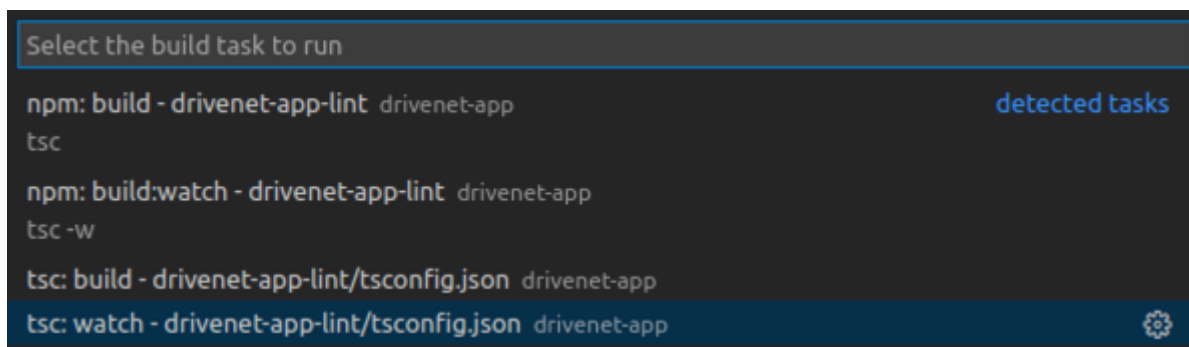 Select the build task to run
npm: build - drivenet-app-lint drivenet-app detected tasks
tsc
npm: build:watch - drivenet-app-lint drivenet-app
tsc -w
tsc: build - drivenet-app-lint/tsconfig.json drivenet-app
tsc: watch - drivenet-app-lint/tsconfig.json drivenet-app